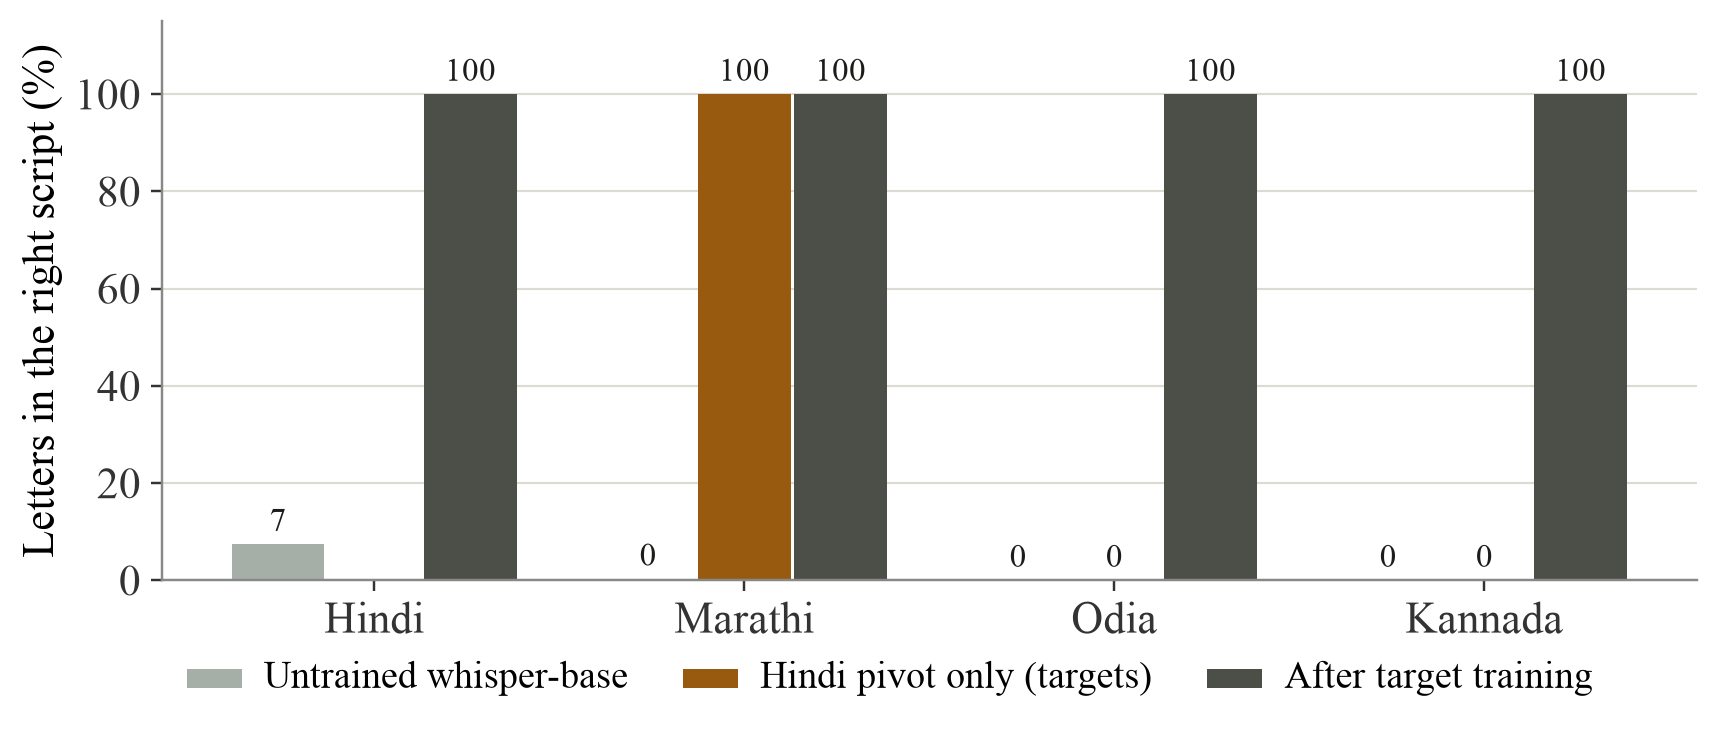 Letters in the right script (%)
100
80
60
40
20
0
7
100
0
100
100
0
0
100
0
0
100
Hindi
Marathi
Odia
Kannada
Untrained whisper-base
Hindi pivot only (targets)
After target training